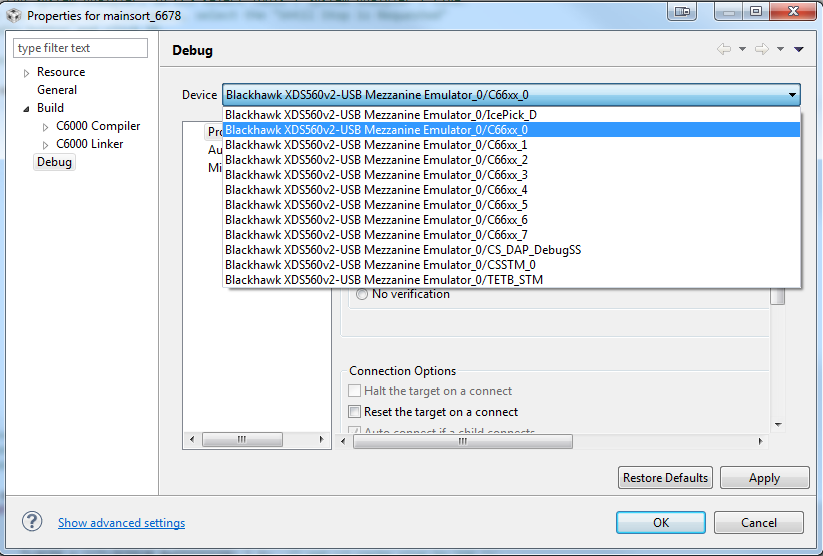 Properties for mainsort_6678
type filter text
Debug
Resource
General
Build
C6000 Compiler
C6000 Linker
Debug
Device
Blackhawk XDS560v2-USB Mezzanine Emulator_0/C66xx_0
Blackhawk XDS560v2-USB Mezzanine Emulator_0/IcePick_D
Blackhawk XDS560v2-USB Mezzanine Emulator_0/C66xx_0
Blackhawk XDS560v2-USB Mezzanine Emulator_0/C66xx_1
Blackhawk XDS560v2-USB Mezzanine Emulator_0/C66xx_2
Blackhawk XDS560v2-USB Mezzanine Emulator_0/C66xx_3
Blackhawk XDS560v2-USB Mezzanine Emulator_0/C66xx_4
Blackhawk XDS560v2-USB Mezzanine Emulator_0/C66xx_5
Blackhawk XDS560v2-USB Mezzanine Emulator_0/C66xx_6
Blackhawk XDS560v2-USB Mezzanine Emulator_0/C66xx_7
Blackhawk XDS560v2-USB Mezzanine Emulator_0/CS_DAP_DebugSS
Blackhawk XDS560v2-USB Mezzanine Emulator_0/CSSTM_0
Blackhawk XDS560v2-USB Mezzanine Emulator_0/TETB_STM
Pro
Au
Mi
No verification
Connection Options
Halt the target on a connect
Reset the target on a connect
Auto connect if a child connects
Restore Defaults
Apply
Show advanced settings
OK
Cancel